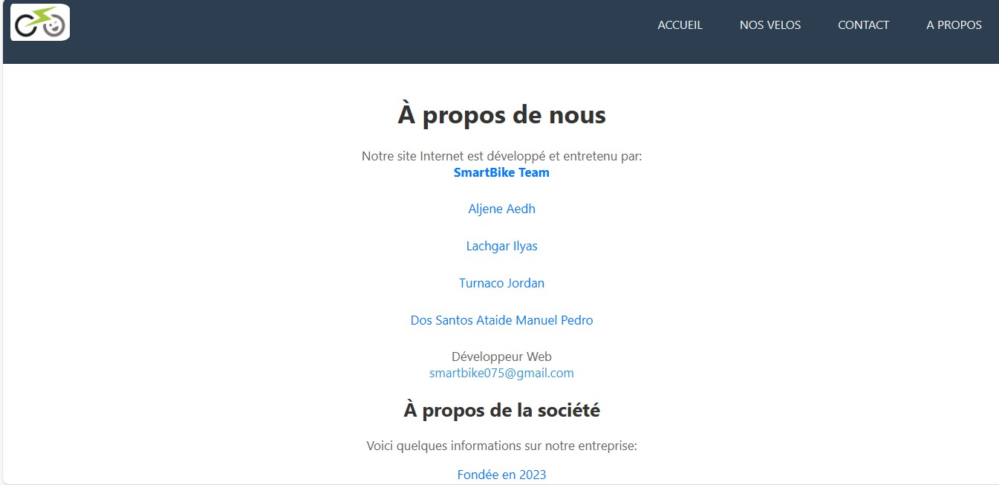 ACCUEIL NOS VELOS CONTACT A PROPOS
À propos de nous
Notre site Internet est développé et entretenu par:
SmartBike Team
Aljene Aedh
Lachgar Ilyas
Turnaco Jordan
Dos Santos Ataide Manuel Pedro
Développeur Web
smartbike075@gmail.com
À propos de la société
Voici quelques informations sur notre entreprise:
Fondée en 2023